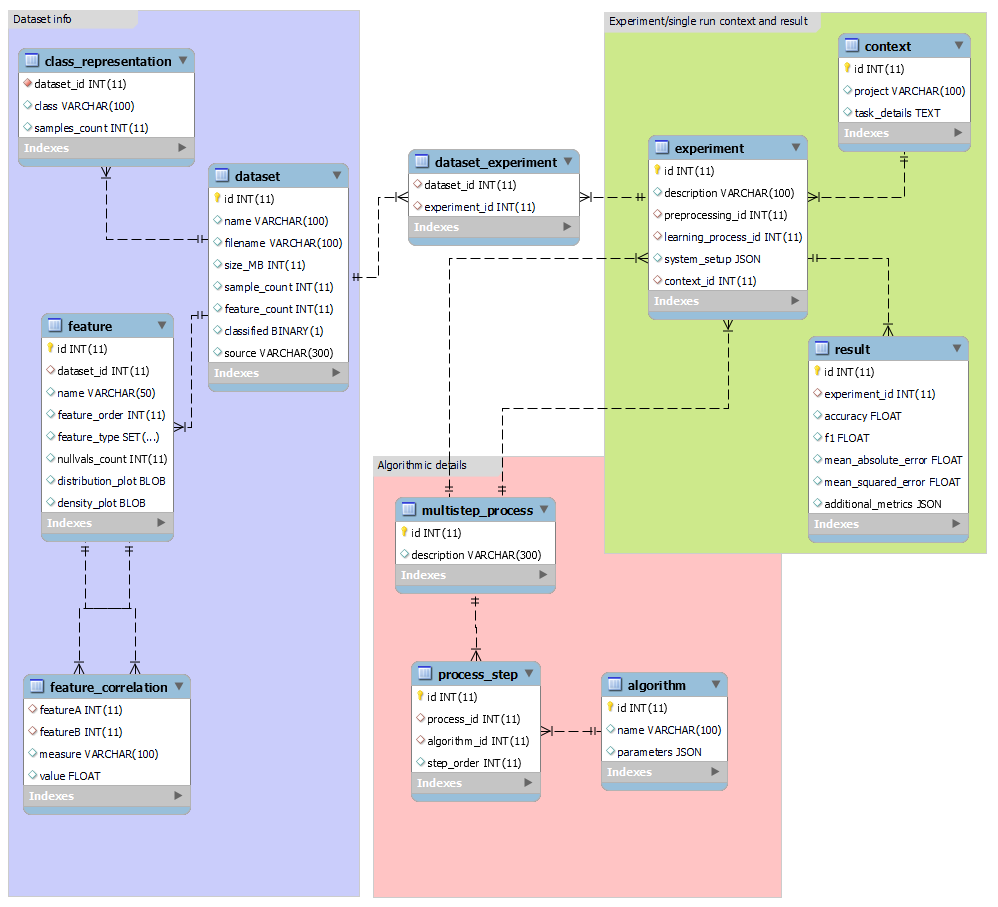 Dataset info
class_representation
dataset_id INT(11)
class VARCHAR(100)
samples_count INT(11)
Indexes
dataset
id INT(11)
name VARCHAR(100)
filename VARCHAR(100)
size_MB INT(11)
sample_count INT(11)
feature_count INT(11)
classified BINARY(1)
source VARCHAR(300)
Indexes
feature
id INT(11)
dataset_id INT(11)
name VARCHAR(50)
feature_order INT(11)
feature_type SET(...)
nullvals_count INT(11)
distribution_plot BLOB
density_plot BLOB
Indexes
feature_correlation
featureA INT(11)
featureB INT(11)
measure VARCHAR(100)
value FLOAT
Indexes
dataset_experiment
dataset_id INT(11)
experiment_id INT(11)
Indexes
Experiment/single run context and result
context
id INT(11)
project VARCHAR(100)
task_details TEXT
Indexes
experiment
id INT(11)
description VARCHAR(100)
preprocessing_id INT(11)
learning_process_id INT(11)
system_setup JSON
context_id INT(11)
Indexes
result
id INT(11)
experiment_id INT(11)
accuracy FLOAT
f1 FLOAT
mean_absolute_error FLOAT
mean_squared_error FLOAT
additional_metrics JSON
Indexes
Algorithmic details
multistep_process
id INT(11)
description VARCHAR(300)
Indexes
process_step
id INT(11)
process_id INT(11)
algorithm_id INT(11)
step_order INT(11)
Indexes
algorithm
id INT(11)
name VARCHAR(100)
parameters JSON
Indexes